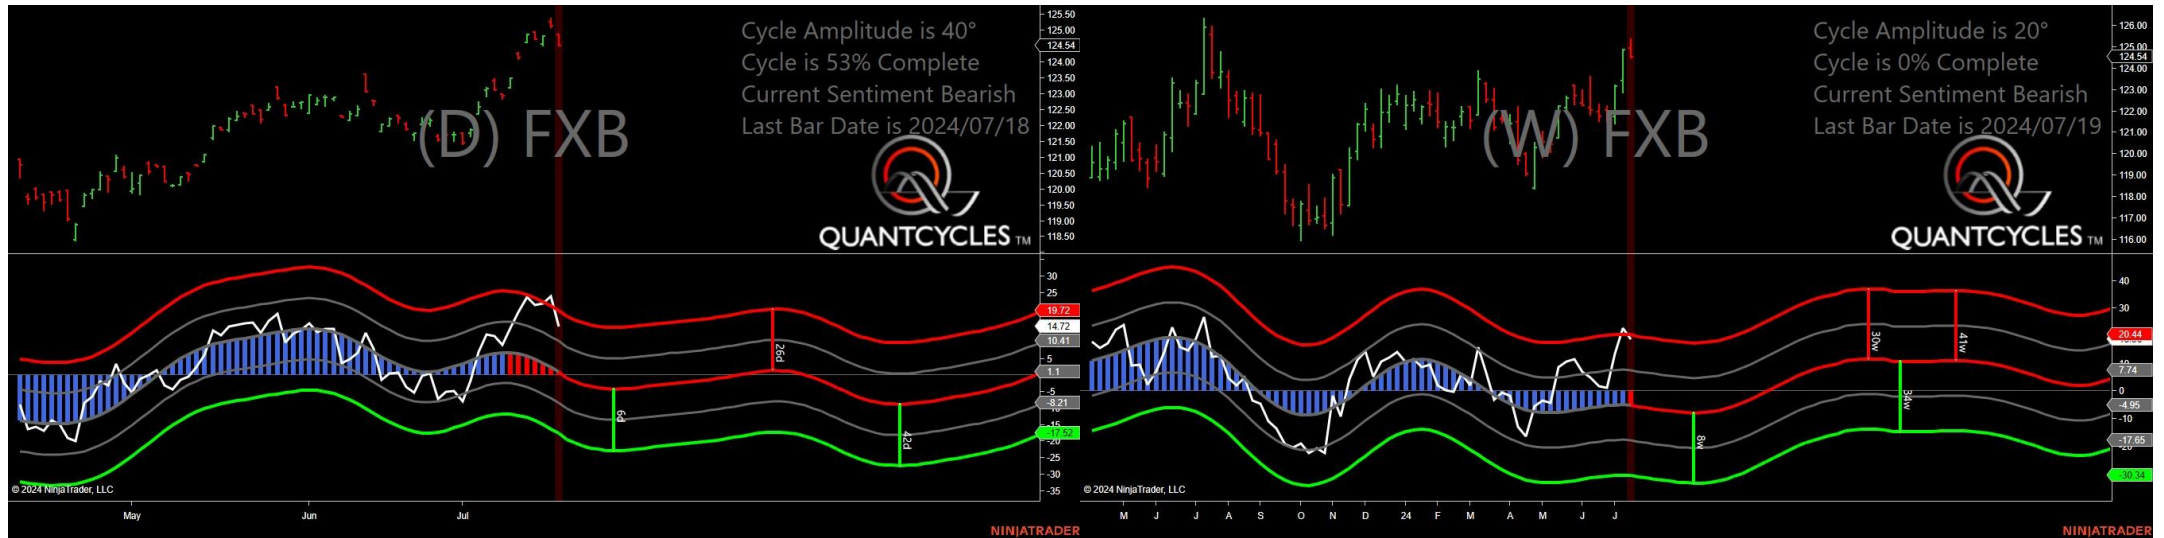 Cycle Amplitude is 40°
Cycle is 53% Complete
Current Sentiment Bearish
Last Bar Date is 2024/07/18
(D) FXB
QUANTCYCLES TM
125.50
125.00
124.54
124.00
123.50
123.00
122.50
122.00
121.50
121.00
120.50
120.00
119.50
119.00
118.50
30
25
19.72
14.72
10.41
5
1.1
-5
-8.21
-15
-17.52
-20
-25
-30
-35
26d
6d
42d
© 2024 NinjaTrader, LLC
May Jun Jul
NINJATRADER
Cycle Amplitude is 20°
Cycle is 0% Complete
Current Sentiment Bearish
Last Bar Date is 2024/07/19
(W) FXB
QUANTCYCLES TM
126.00
125.00
124.54
124.00
123.00
122.00
121.00
120.00
119.00
118.00
117.00
116.00
40
30
20.44
10
7.74
0
-4.95
-10
-17.65
-30.34
30w
41w
34w
8w
© 2024 NinjaTrader, LLC
M J J A S O N D 24 F M A M J J
NINJATRADER